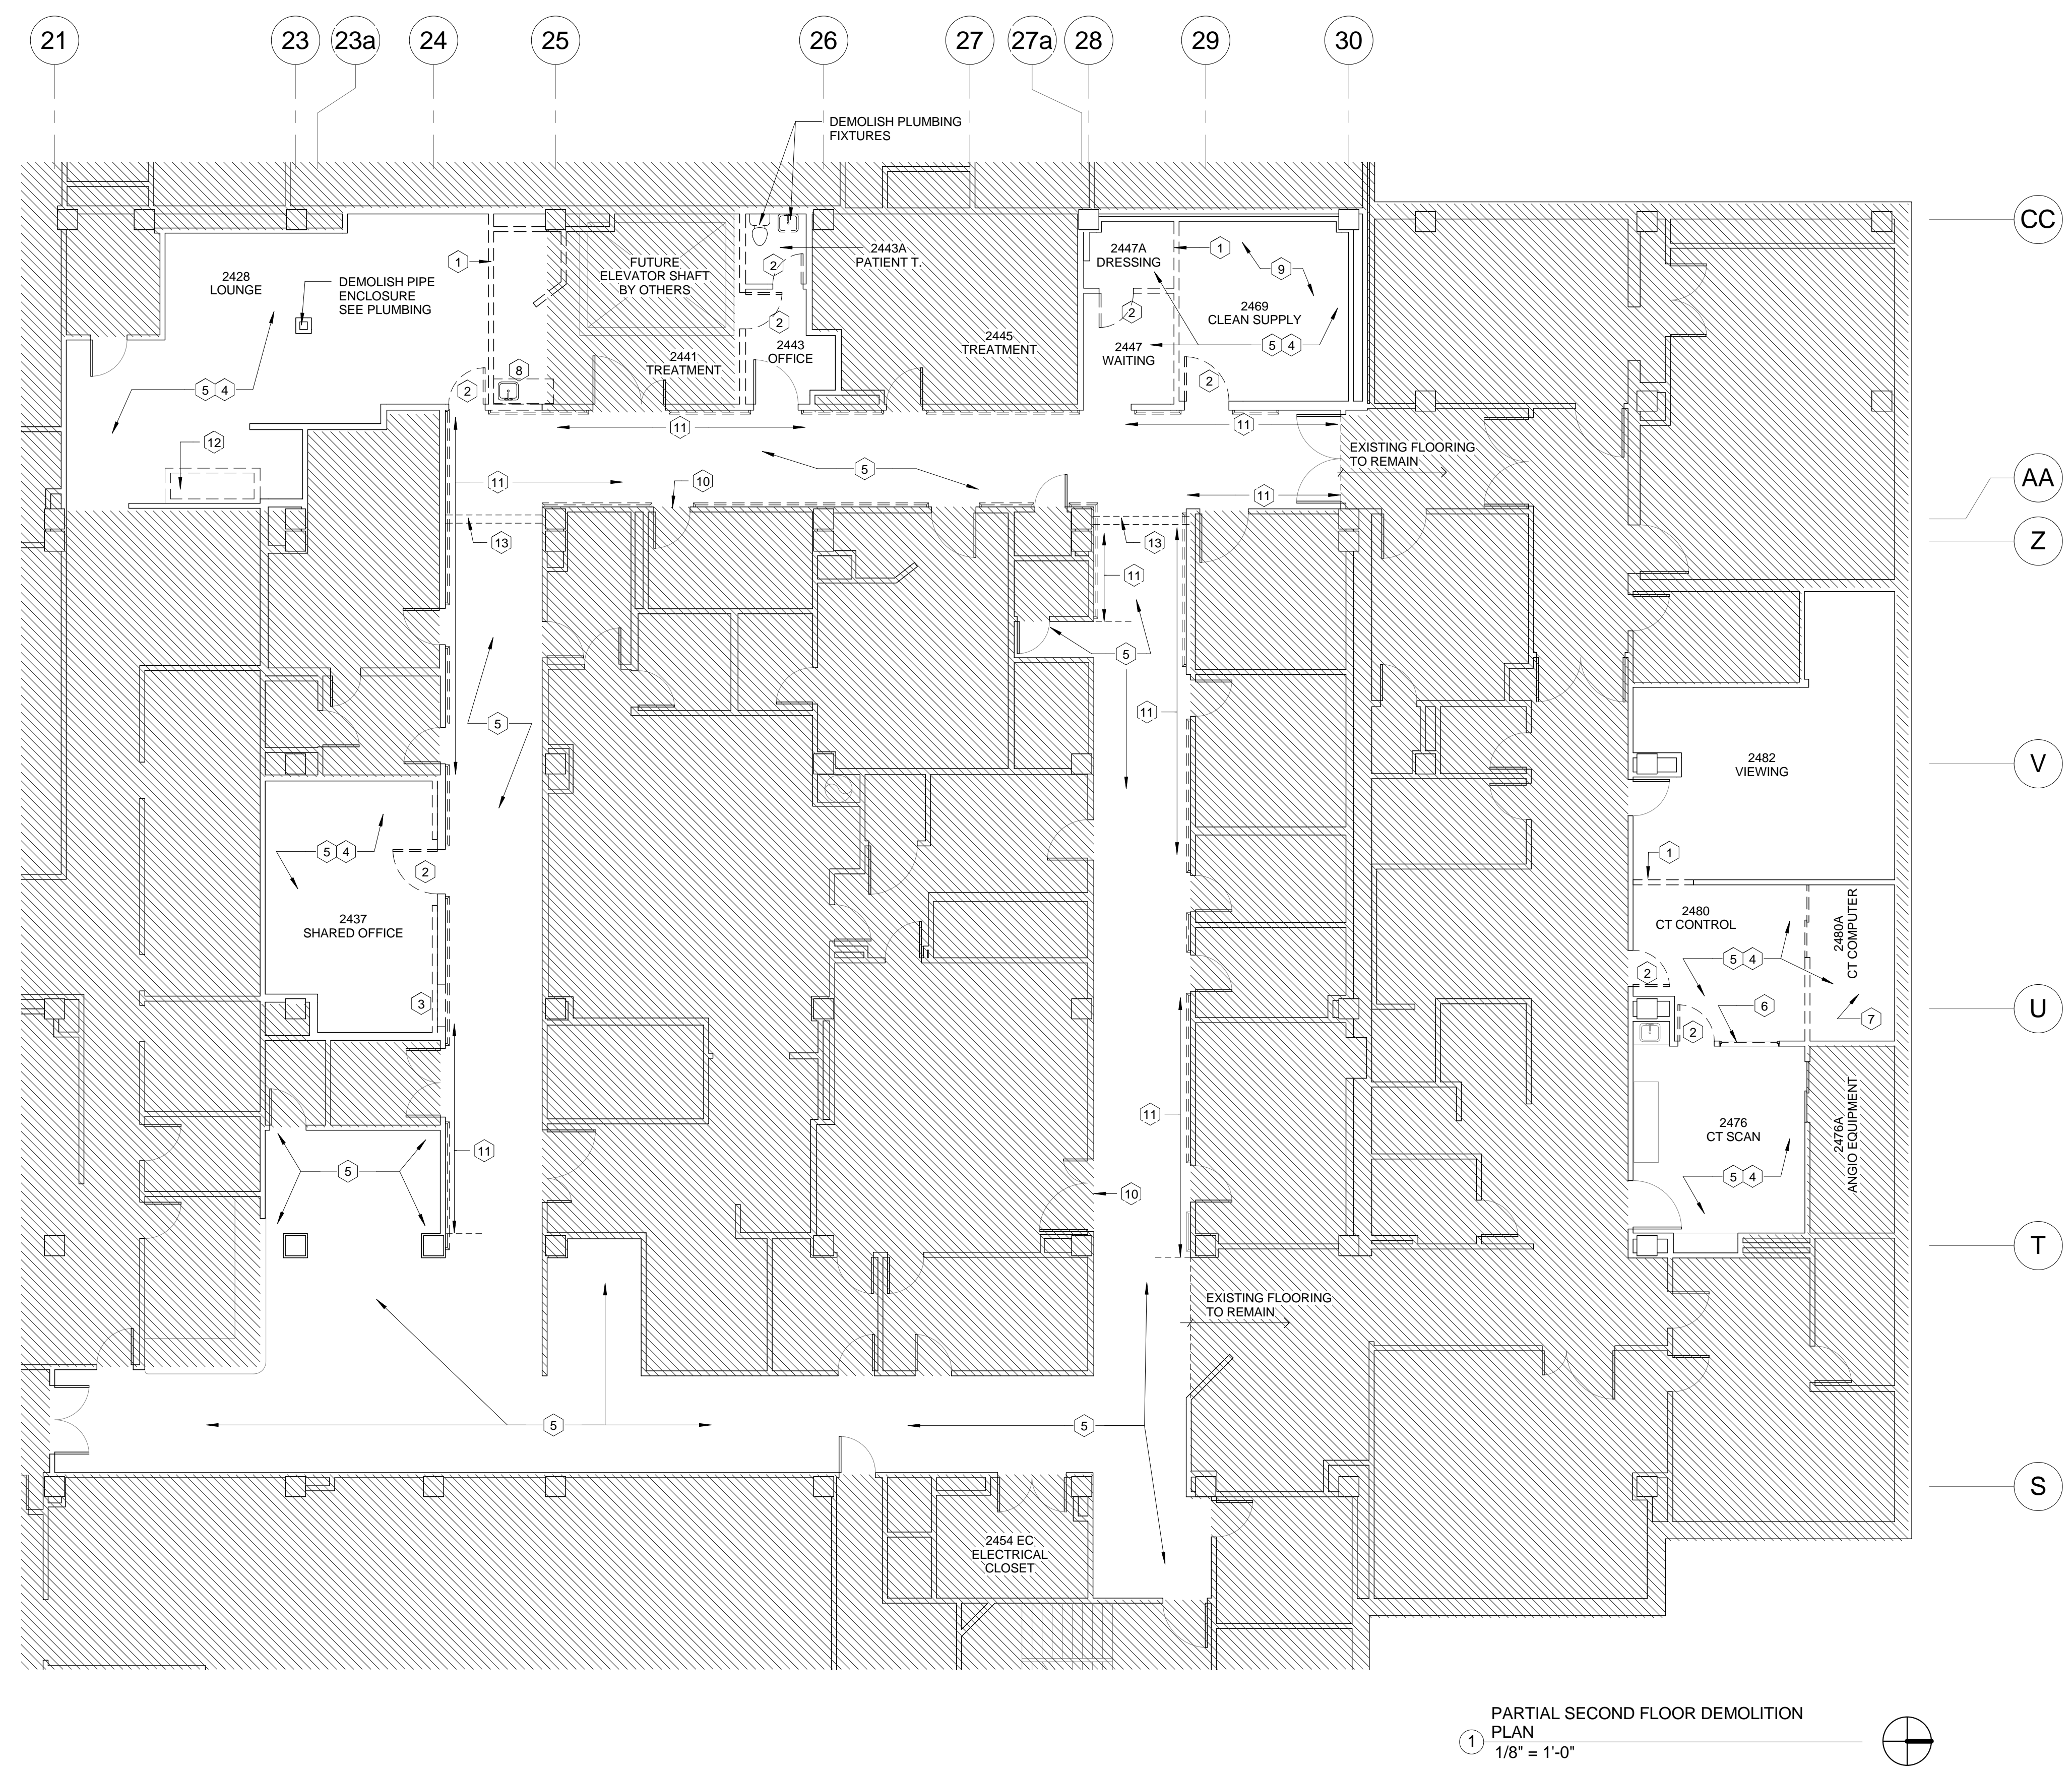 21
23
23a
24
25
26
27
27a
28
29
30
DEMOLISH PLUMBING
FIXTURES
CC
AA
Z
V
U
T
S
2428
LOUNGE
DEMOLISH PIPE
ENCLOSURE
SEE PLUMBING
1
FUTURE
ELEVATOR SHAFT
BY OTHERS
2
2443A
PATIENT T.
2447A
DRESSING
1
9
2
2443
OFFICE
2469
CLEAN SUPPLY
2
2445
TREATMENT
2447
WAITING
5 4
2441
TREATMENT
8
2
5 4
2
12
11
11
5
EXISTING FLOORING
TO REMAIN
11
10
11
13
13
11
5
11
5
2482
VIEWING
5 4
2
1
2437
SHARED OFFICE
2480
CT CONTROL
2480A
CT COMPUTER
5 4
2
3
6
7
2
11
2476
CT SCAN
2476A
ANGIO EQUIPMENT
5
11
5 4
10
EXISTING FLOORING
TO REMAIN
5
5
2454 EC
ELECTRICAL
CLOSET
PARTIAL SECOND FLOOR DEMOLITION
PLAN
1
1/8" = 1'-0"